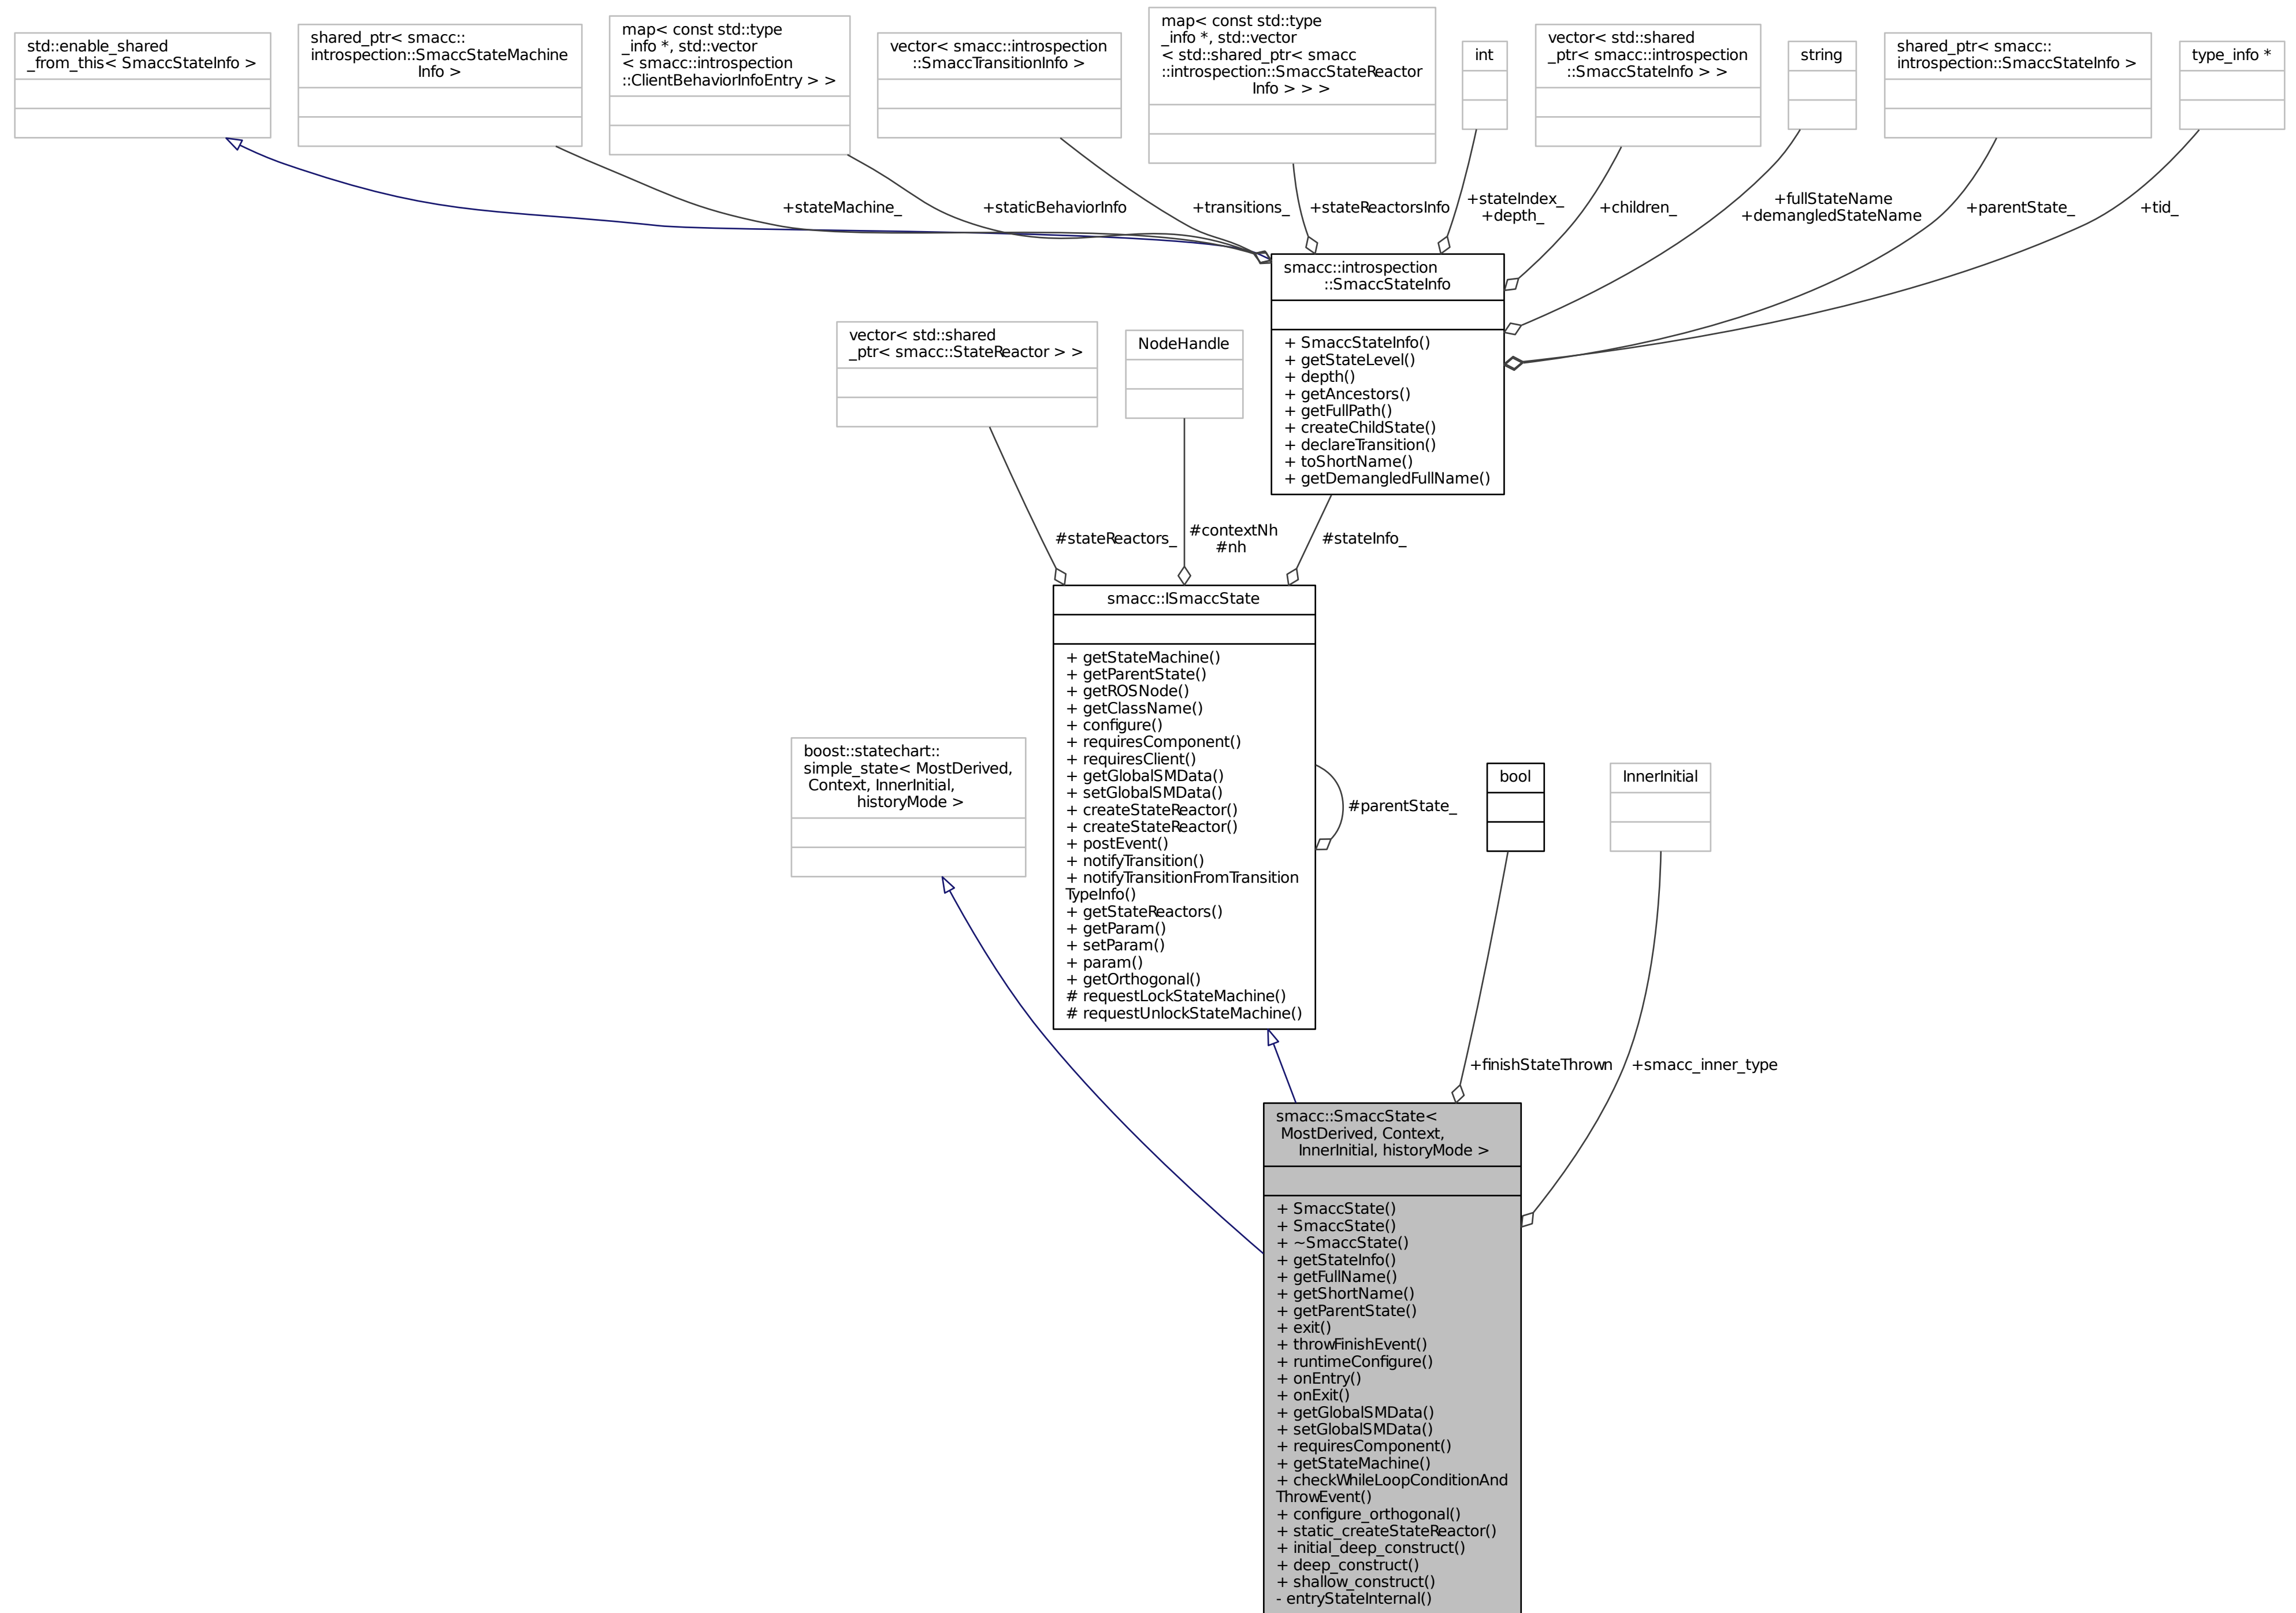 std::enable_shared
_from_this< SmaccStateInfo >
shared_ptr< smacc::
introspection::SmaccStateMachine
Info >
map< const std::type
_info *, std::vector
< smacc::introspection
::ClientBehaviorInfoEntry > >
vector< smacc::introspection
::SmaccTransitionInfo >
map< const std::type
_info *, std::vector
< std::shared_ptr< smacc
::introspection::SmaccStateReactor
Info > > >
int
vector< std::shared
_ptr< smacc::introspection
::SmaccStateInfo > >
string
shared_ptr< smacc::
introspection::SmaccStateInfo >
type_info *
+stateMachine_
+staticBehaviorInfo
+transitions_
+stateReactorsInfo
+stateIndex_
+depth_
+children_
+fullStateName
+demangledStateName
+parentState_
+tid_
smacc::introspection
::SmaccStateInfo
+ SmaccStateInfo()
+ getStateLevel()
+ depth()
+ getAncestors()
+ getFullPath()
+ createChildState()
+ declareTransition()
+ toShortName()
+ getDemangledFullName()
vector< std::shared
_ptr< smacc::StateReactor > >
NodeHandle
#stateReactors_
#contextNh
#nh
#stateInfo_
smacc::ISmaccState
+ getStateMachine()
+ getParentState()
+ getROSNode()
+ getClassName()
+ configure()
+ requiresComponent()
+ requiresClient()
+ getGlobalSMData()
+ setGlobalSMData()
+ createStateReactor()
+ createStateReactor()
+ postEvent()
+ notifyTransition()
+ notifyTransitionFromTransition
TypeInfo()
+ getStateReactors()
+ getParam()
+ setParam()
+ param()
+ getOrthogonal()
# requestLockStateMachine()
# requestUnlockStateMachine()
#parentState_
boost::statechart::
simple_state< MostDerived,
Context, InnerInitial,
historyMode >
bool
InnerInitial
+finishStateThrown
+smacc_inner_type
smacc::SmaccState<
MostDerived, Context,
InnerInitial, historyMode >
+ SmaccState()
+ SmaccState()
+ ~SmaccState()
+ getStateInfo()
+ getFullName()
+ getShortName()
+ getParentState()
+ exit()
+ throwFinishEvent()
+ runtimeConfigure()
+ onEntry()
+ onExit()
+ getGlobalSMData()
+ setGlobalSMData()
+ requiresComponent()
+ getStateMachine()
+ checkWhileLoopConditionAnd
ThrowEvent()
+ configure_orthogonal()
+ static_createStateReactor()
+ initial_deep_construct()
+ deep_construct()
+ shallow_construct()
- entryStateInternal()